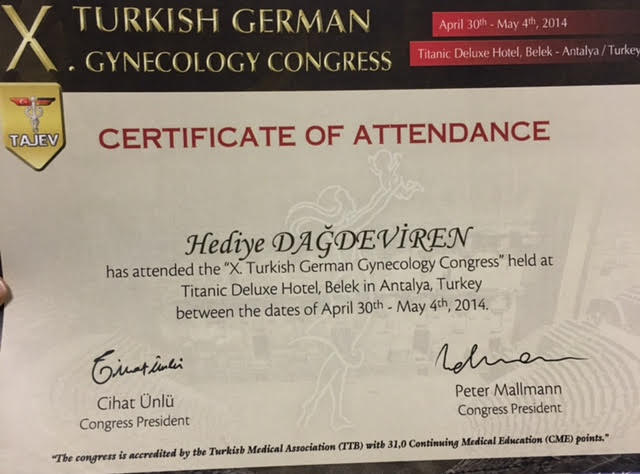 X. TURKISH GERMAN
GYNECOLOGY CONGRESS
April 30th - May 4th, 2014
Titanic Deluxe Hotel, Belek - Antalya / Turkey
TAJEV
CERTIFICATE OF ATTENDANCE
Hediye DAĞDEVİREN
has attended the "X. Turkish German Gynecology Congress" held at
Titanic Deluxe Hotel, Belek in Antalya, Turkey
between the dates of April 30th - May 4th, 2014.
Cihat Ünlü
Congress President
Peter Mallmann
Congress President
"The congress is accredited by the Turkish Medical Association (TTB) with 31,0 Continuing Medical Education (CME) points."